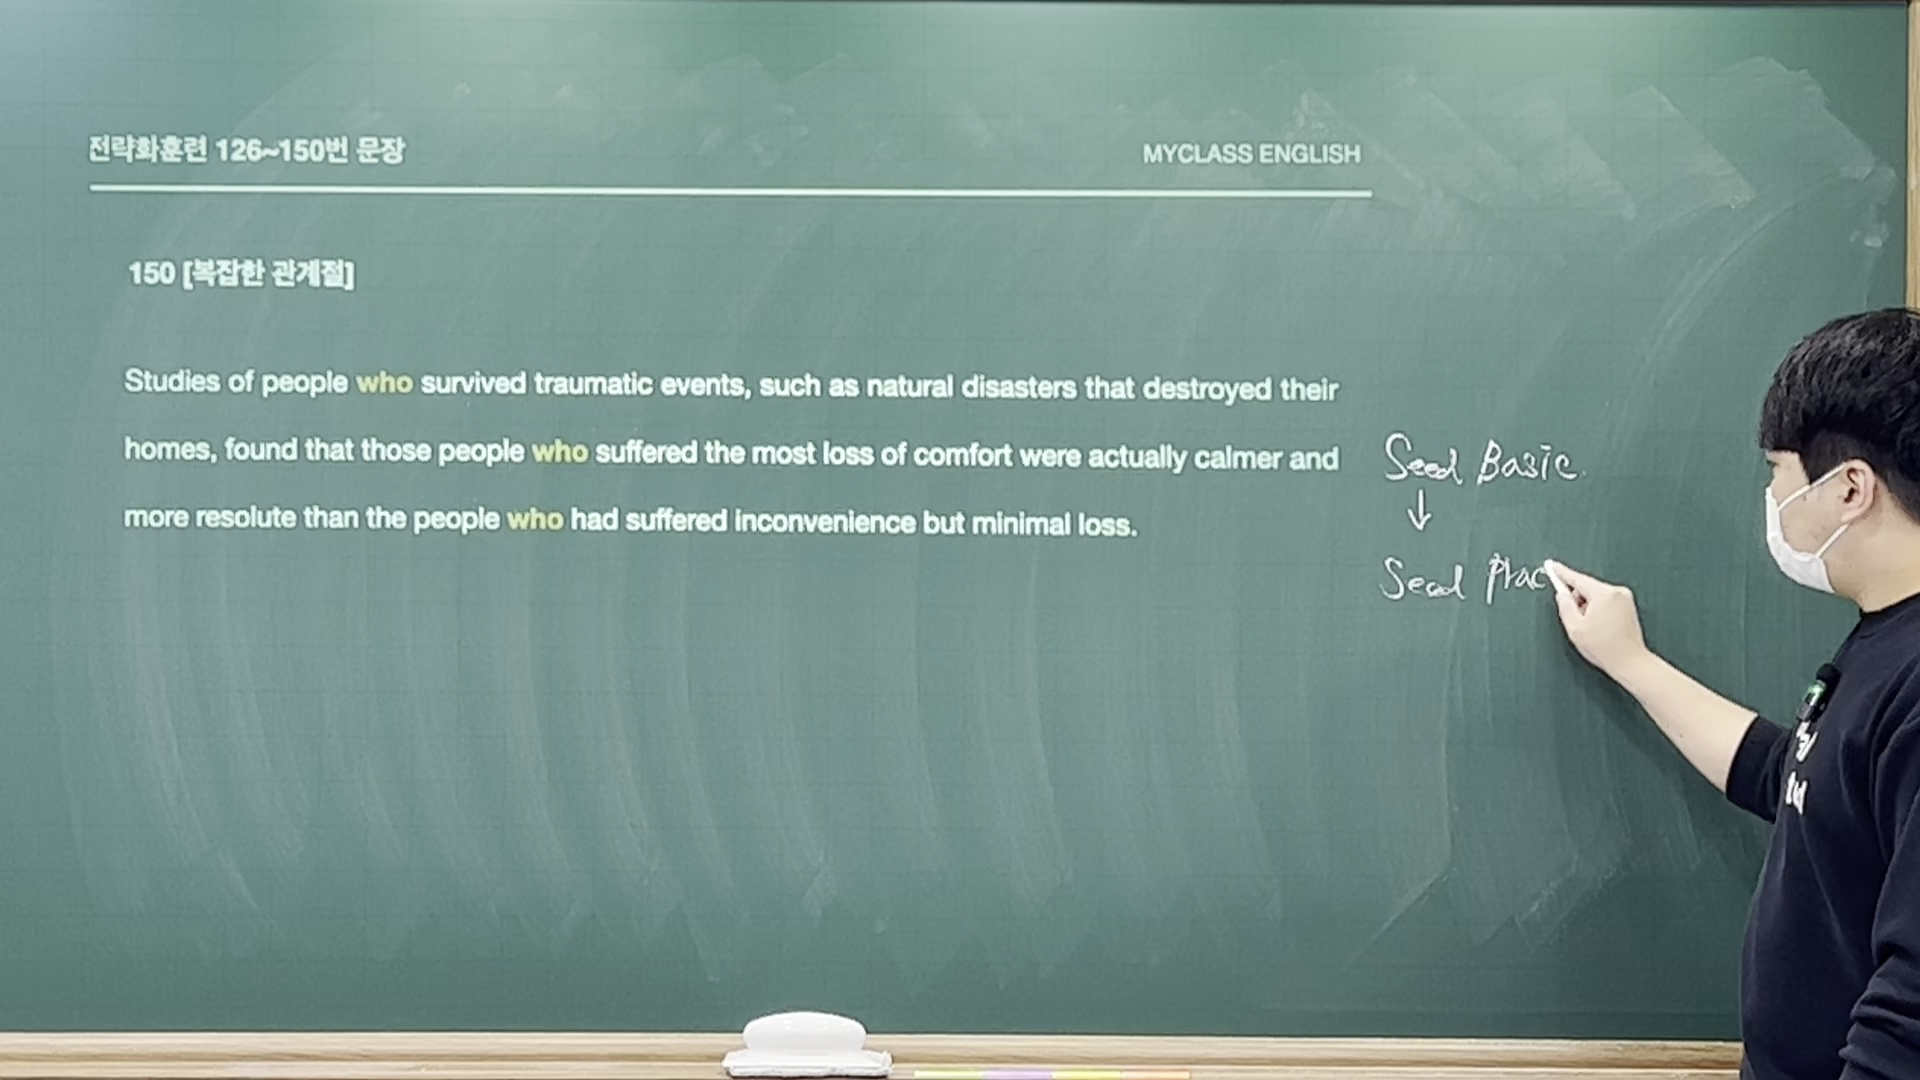 전략화훈련 126~150번 문장
MYCLASS ENGLISH
150 [복잡한 관계절]
Studies of people who survived traumatic events, such as natural disasters that destroyed their
homes, found that those people who suffered the most loss of comfort were actually calmer and
more resolute than the people who had suffered inconvenience but minimal loss.
Seed Basic
↓
Seed Prac